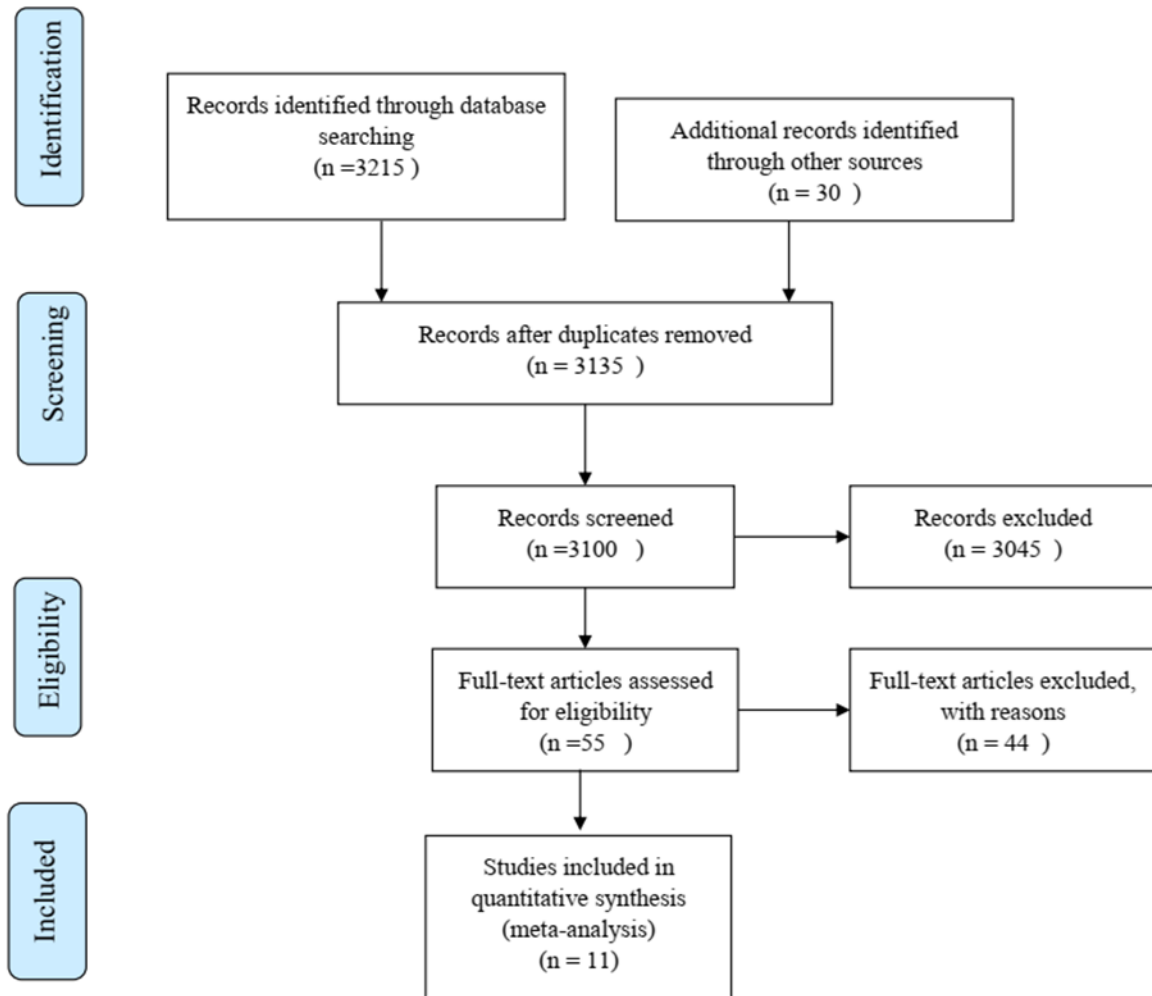 Identification
Records identified through database
searching
(n =3215 )
Additional records identified
through other sources
(n = 30 )
Screening
Records after duplicates removed
(n = 3135 )
Records screened
(n =3100 )
Records excluded
(n = 3045 )
Eligibility
Full-text articles assessed
for eligibility
(n =55 )
Full-text articles excluded,
with reasons
(n = 44 )
Included
Studies included in
quantitative synthesis
(meta-analysis)
(n = 11)